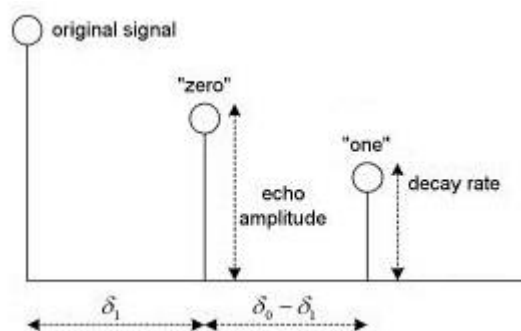 original signal
"zero"
"one"
echo
amplitude
decay rate
δ₁
δ₀ − δ₁